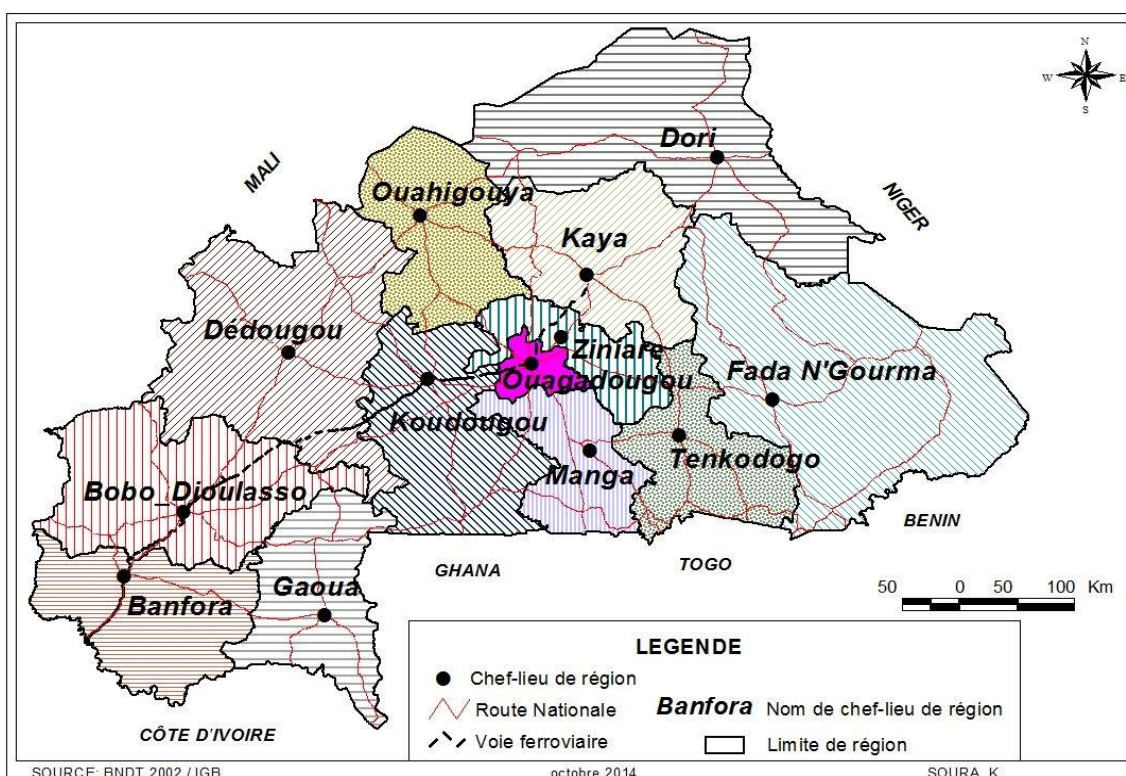 N
W E
S
Dori
MALI
Ouahigouya
NIGER
Kaya
Dédougou
Ziniaré
Ouagadougou
Fada N'Gourma
Koudougou
Tenkodogo
Manga
Bobo_Dioulasso
BENIN
GHANA
TOGO
Gaoua
50 0 50 100 Km
Banfora
LEGENDE
Chef-lieu de région
Route Nationale
Banfora Nom de chef-lieu de région
Voie ferroviaire
Limite de région
CÔTE D'IVOIRE
SOURCE: BNDT 2002 / IGB octobre 2014 SOURA K.